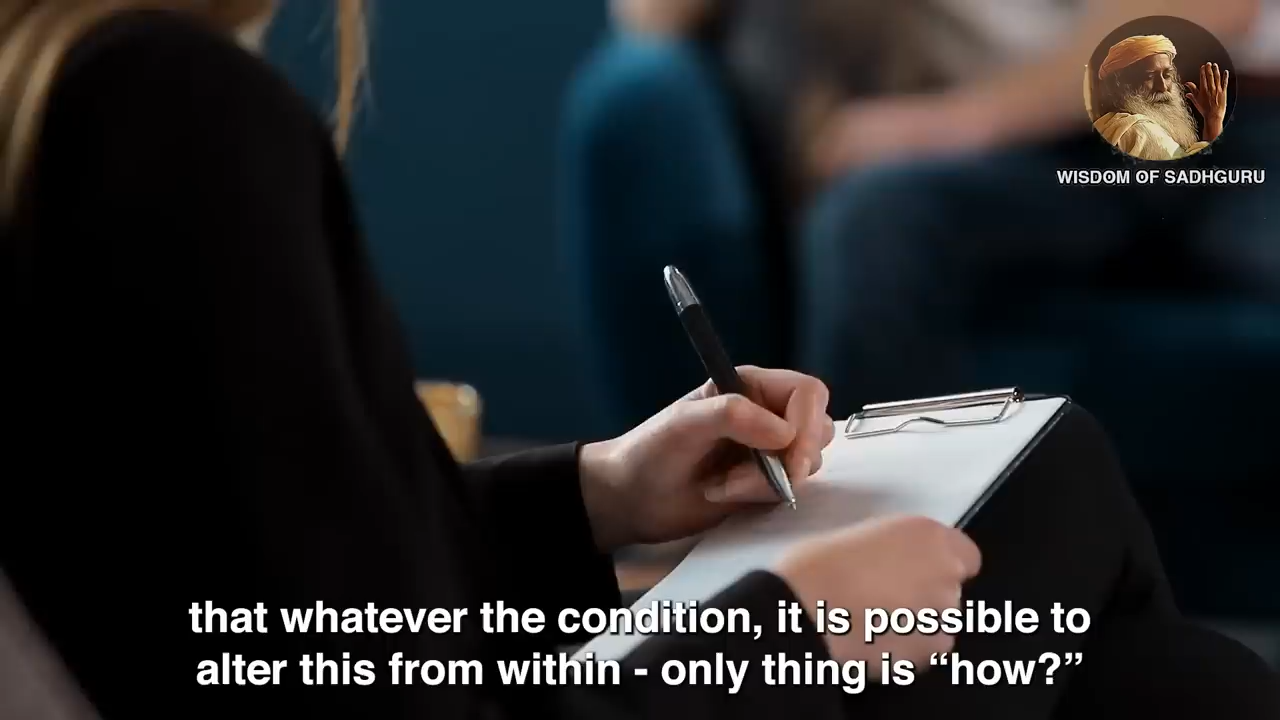 WISDOM OF SADHGURU
that whatever the condition, it is possible to
alter this from within - only thing is “how?”